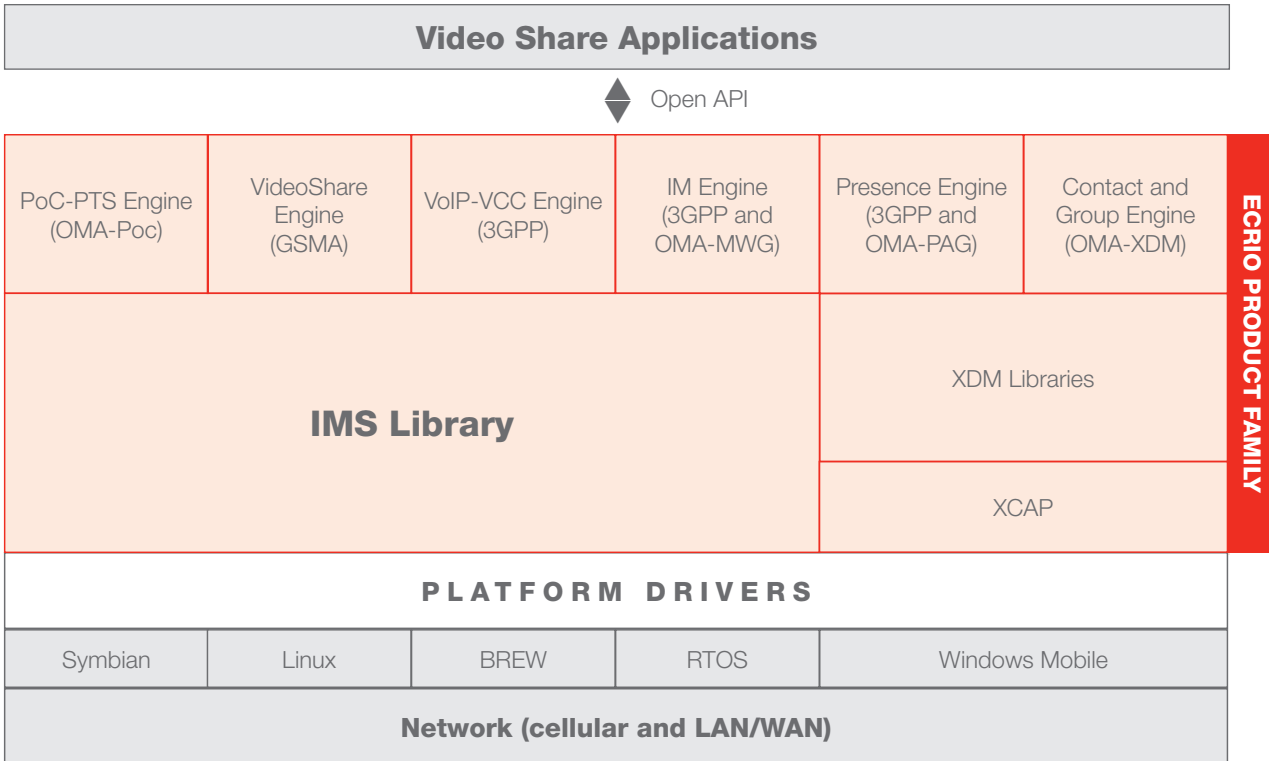 Video Share Applications
Open API
PoC-PTS Engine
(OMA-Poc)
VideoShare
Engine
(GSMA)
VoIP-VCC Engine
(3GPP)
IM Engine
(3GPP and
OMA-MWG)
Presence Engine
(3GPP and
OMA-PAG)
Contact and
Group Engine
(OMA-XDM)
ECRIO PRODUCT FAMILY
IMS Library
XDM Libraries
XCAP
PLATFORM DRIVERS
Symbian
Linux
BREW
RTOS
Windows Mobile
Network (cellular and LAN/WAN)